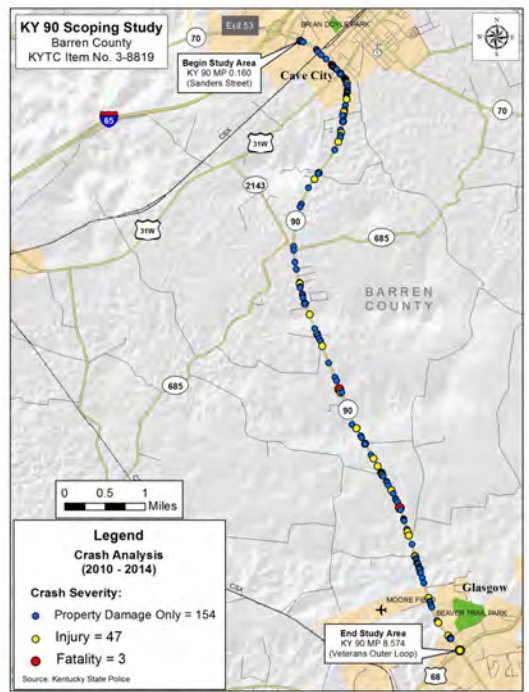 KY 90 Scoping Study
Barren County
KYTC Item No. 3-8819
Exit 53
BRIAN DOYLE PARK
N
W
E
S
70
Begin Study Area
KY 90 MP 0.160
(Sanders Street)
Cave City
65
CSX
31W
70
2143
90
31W
685
BARREN
COUNTY
685
90
0 0.5 1
Miles
Legend
Crash Analysis
(2010 - 2014)
Crash Severity:
Property Damage Only = 154
Injury = 47
Fatality = 3
Source: Kentucky State Police
CSX
Glasgow
MOORE FIELD
BEAVER TRAIL PARK
End Study Area
KY 90 MP 8.574
(Veterans Outer Loop)
68